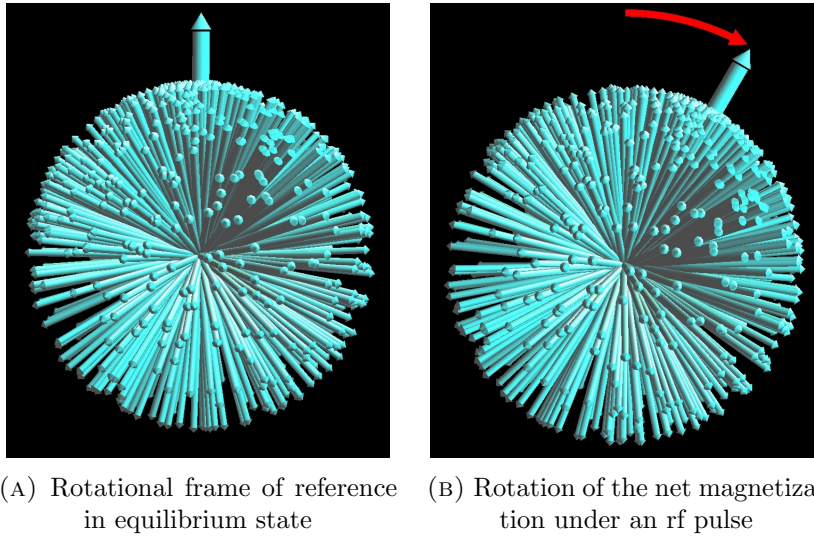 (A) Rotational frame of reference
in equilibrium state
(B) Rotation of the net magnetiza-
tion under an rf pulse